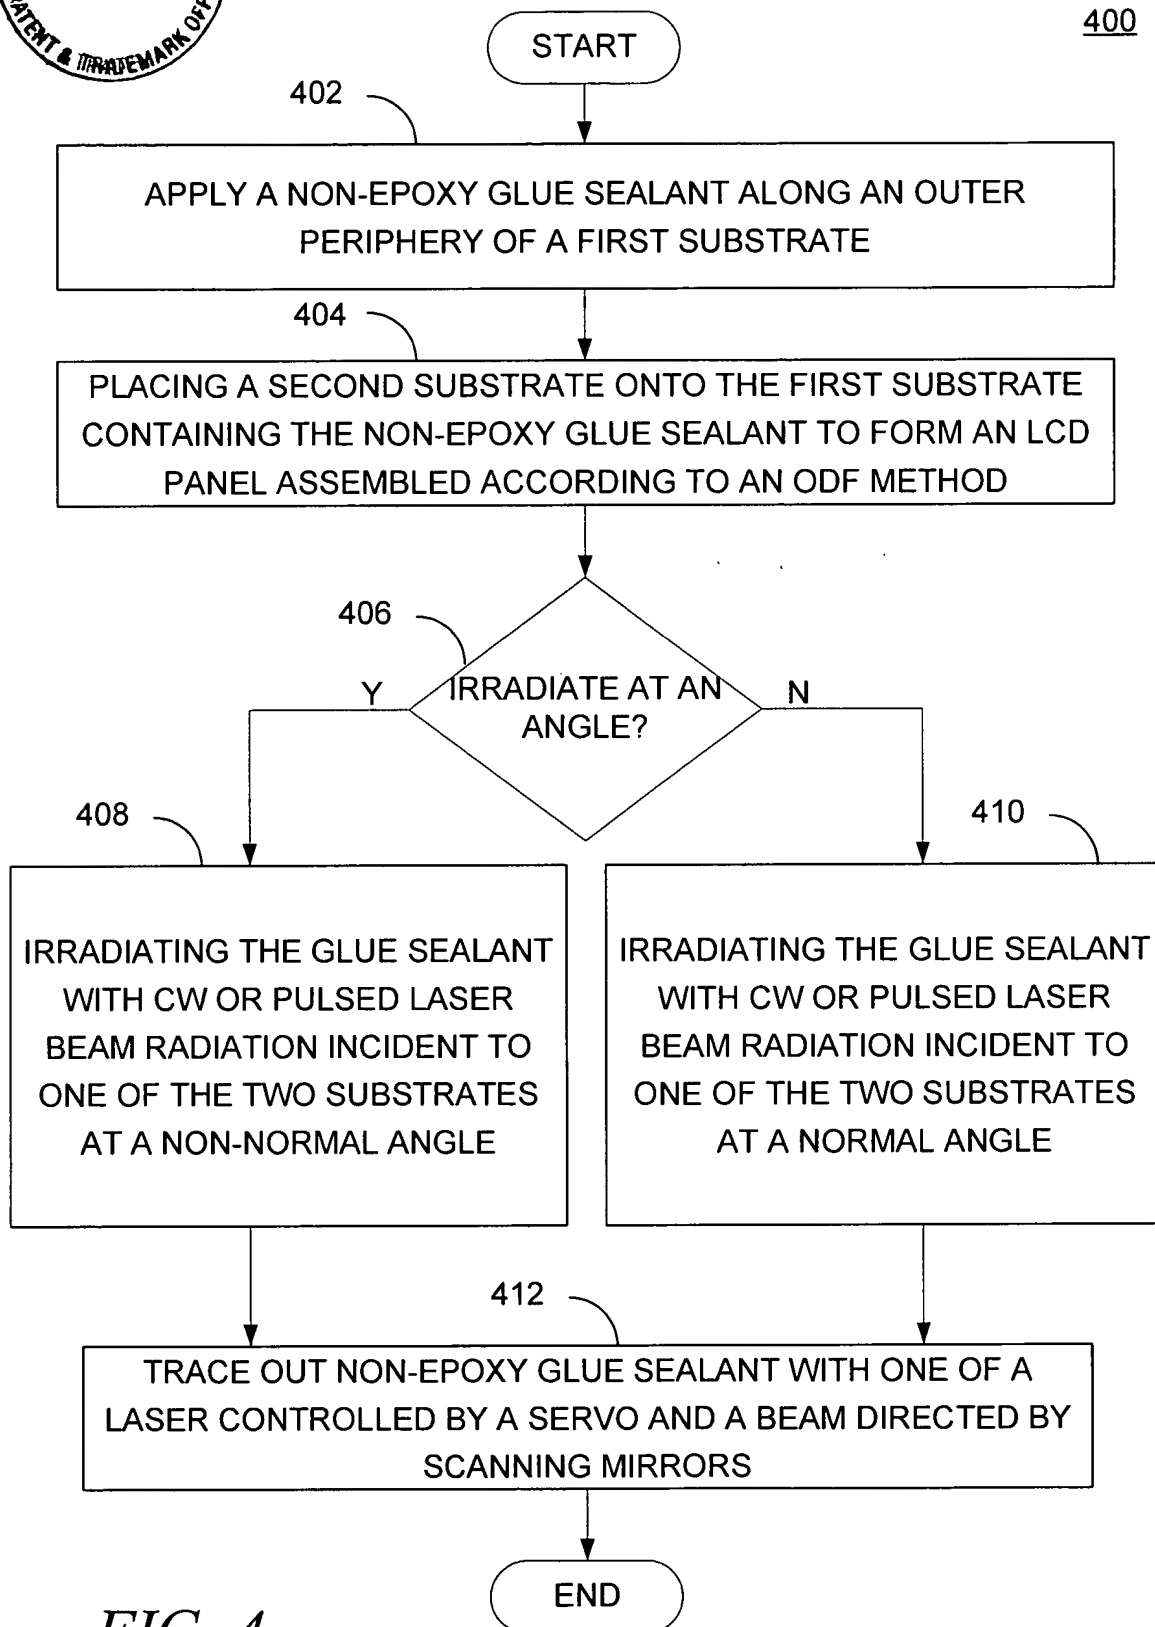 PATENT & TRADEMARK OFF
400
START
402
APPLY A NON-EPOXY GLUE SEALANT ALONG AN OUTER
PERIPHERY OF A FIRST SUBSTRATE
404
PLACING A SECOND SUBSTRATE ONTO THE FIRST SUBSTRATE
CONTAINING THE NON-EPOXY GLUE SEALANT TO FORM AN LCD
PANEL ASSEMBLED ACCORDING TO AN ODF METHOD
406
IRRADIATE AT AN
ANGLE?
Y
N
408
410
IRRADIATING THE GLUE SEALANT
WITH CW OR PULSED LASER
BEAM RADIATION INCIDENT TO
ONE OF THE TWO SUBSTRATES
AT A NON-NORMAL ANGLE
IRRADIATING THE GLUE SEALANT
WITH CW OR PULSED LASER
BEAM RADIATION INCIDENT TO
ONE OF THE TWO SUBSTRATES
AT A NORMAL ANGLE
412
TRACE OUT NON-EPOXY GLUE SEALANT WITH ONE OF A
LASER CONTROLLED BY A SERVO AND A BEAM DIRECTED BY
SCANNING MIRRORS
END
FIG. 4